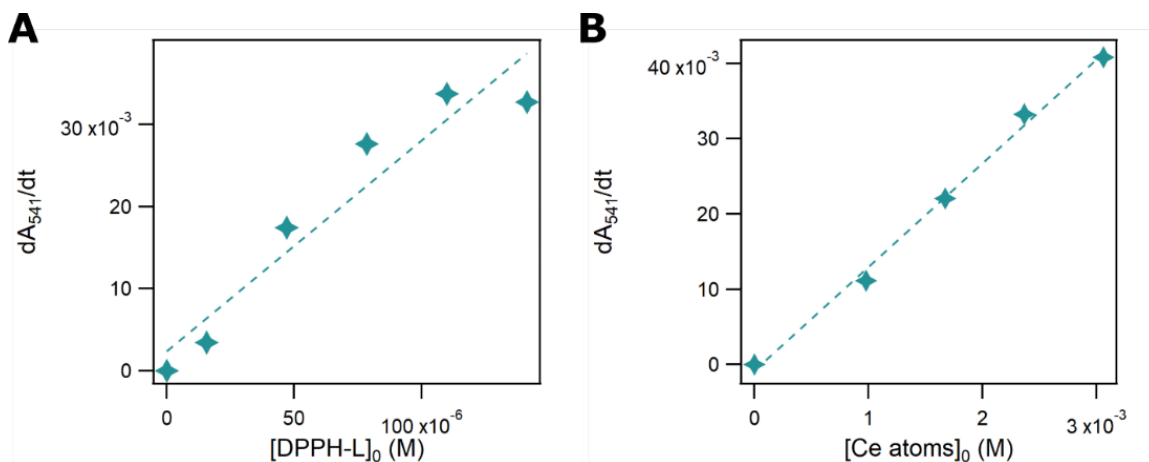 A
dA₅₄₁/dt
30 x10⁻³
20
10
0
0
50
100 x10⁻⁶
[DPPH-L]₀ (M)
B
dA₅₄₁/dt
40 x10⁻³
30
20
10
0
0
1
2
3 x10⁻³
[Ce atoms]₀ (M)